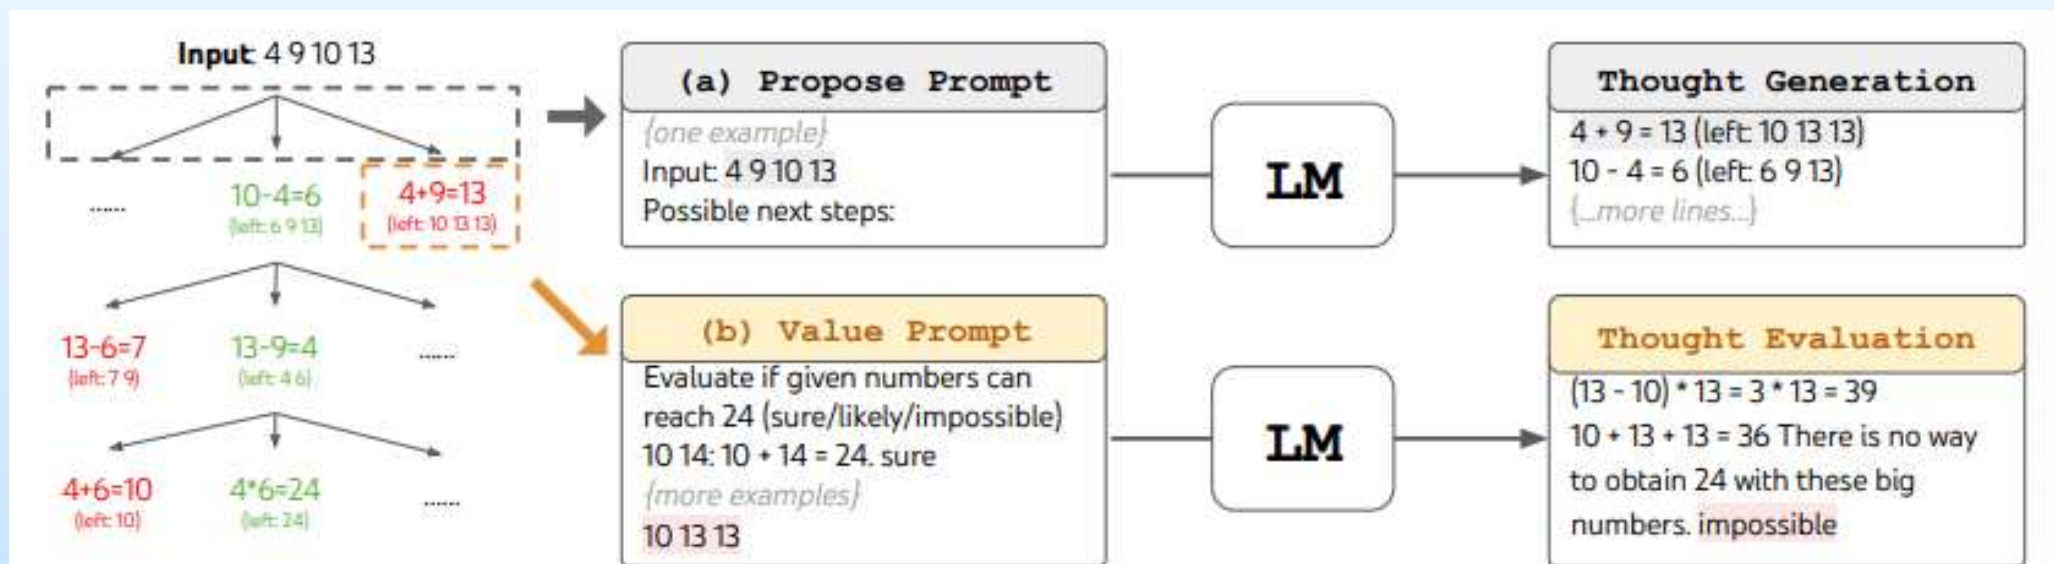 Input: 4 9 10 13
......
10-4=6
(left: 6 9 13)
4+9=13
(left: 10 13 13)
13-6=7
(left: 7 9)
13-9=4
(left: 4 6)
......
4+6=10
(left: 10)
4*6=24
(left: 24)
......
(a) Propose Prompt
{one example}
Input: 4 9 10 13
Possible next steps:
LM
Thought Generation
4 + 9 = 13 (left: 10 13 13)
10 - 4 = 6 (left: 6 9 13)
{...more lines...}
(b) Value Prompt
Evaluate if given numbers can
reach 24 (sure/likely/impossible)
10 14: 10 + 14 = 24. sure
{more examples}
10 13 13
LM
Thought Evaluation
(13 - 10) * 13 = 3 * 13 = 39
10 + 13 + 13 = 36 There is no way
to obtain 24 with these big
numbers. impossible